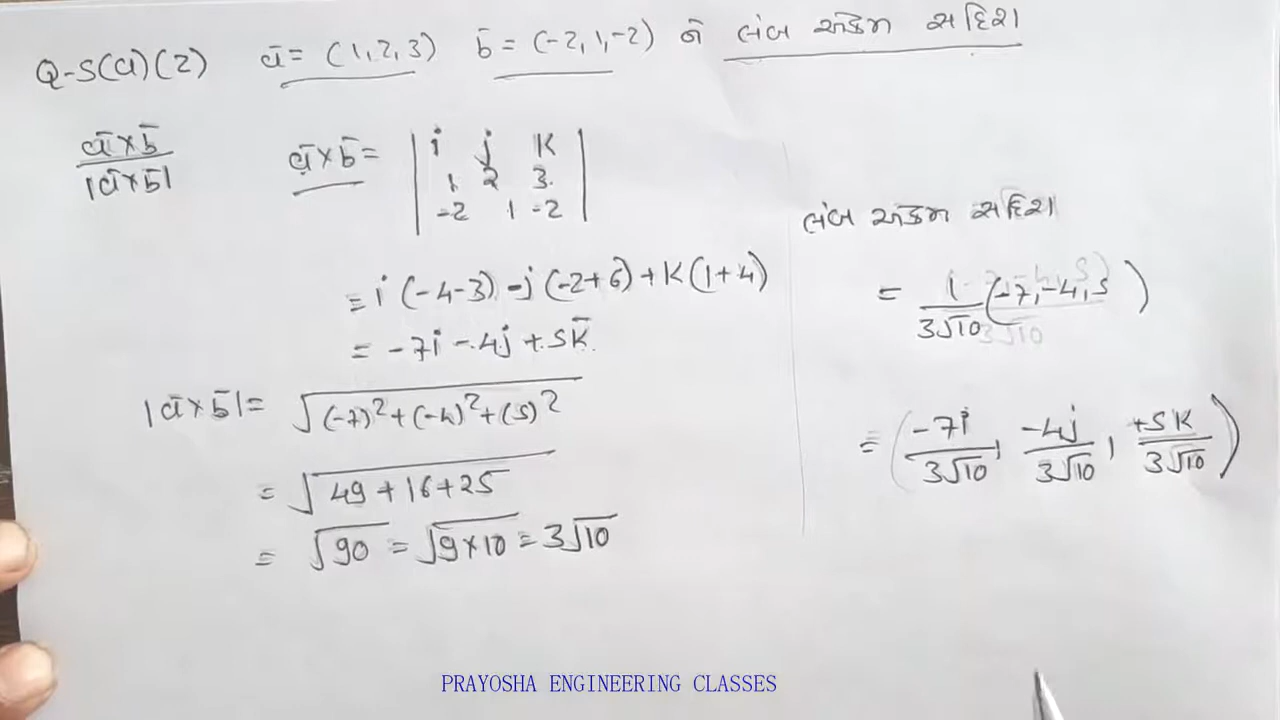 Q-5(a)(2) ā = (1,2,3) b̄ = (-2,1,-2) ને લંબ એકમ સદિશ
ā×b̄ / |ā×b̄|
ā×b̄ = | i j k |
| 1 2 3. |
| -2 1 -2 |
= i (-4-3) - j (-2+6) + k (1+4)
= -7i - 4j + 5k̄
|ā×b̄| = √(-7)² + (-4)² + (5)²
= √49 + 16 + 25
= √90 = √9×10 = 3√10
લંબ એકમ સદિશ
= 1/3√10 (-7, -4, 5)
= (-7i/3√10, -4j/3√10, +5k/3√10)
PRAYOSHA ENGINEERING CLASSES